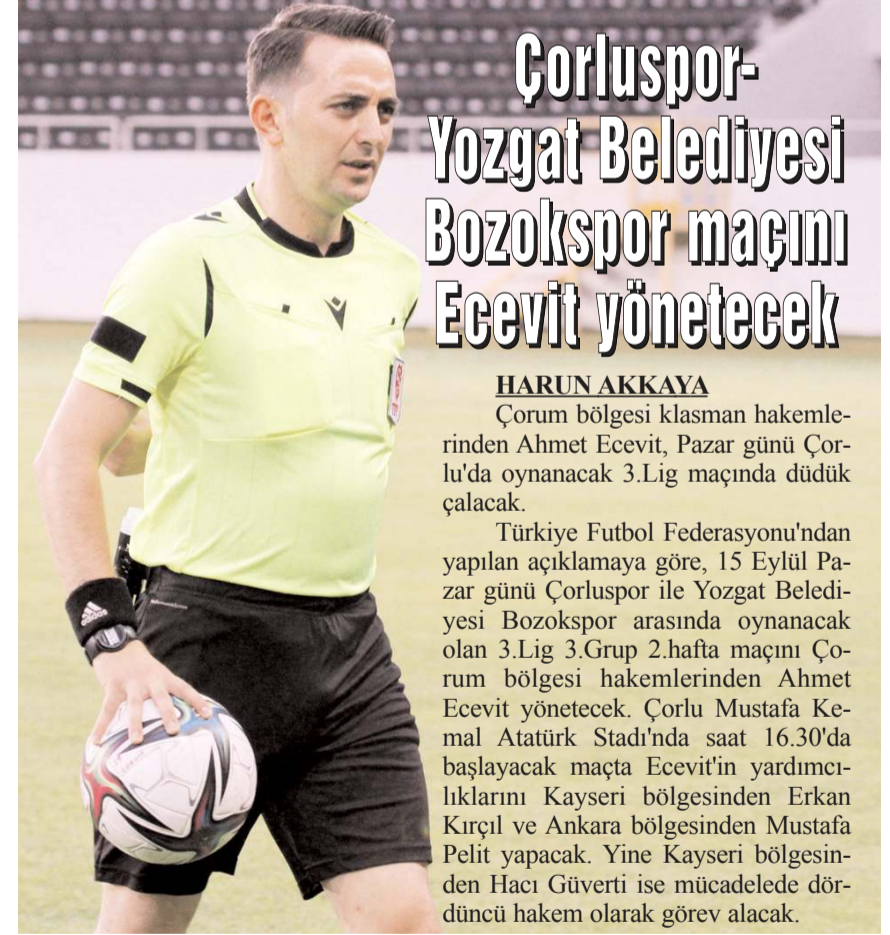 Çorluspor-
Yozgat Belediyesi
Bozokspor maçını
Ecevit yönetecek
HARUN AKKAYA
Çorum bölgesi klasman hakemle-
rinden Ahmet Ecevit, Pazar günü Çor-
lu'da oynanacak 3.Lig maçında düdük
çalacak.
Türkiye Futbol Federasyonu'ndan
yapılan açıklamaya göre, 15 Eylül Pa-
zar günü Çorluspor ile Yozgat Beledi-
yesi Bozokspor arasında oynanacak
olan 3.Lig 3.Grup 2.hafta maçını Ço-
rum bölgesi hakemlerinden Ahmet
Ecevit yönetecek. Çorlu Mustafa Ke-
mal Atatürk Stadı'nda saat 16.30'da
başlayacak maçta Ecevit'in yardımcı-
lıklarını Kayseri bölgesinden Erkan
Kırçıl ve Ankara bölgesinden Mustafa
Pelit yapacak. Yine Kayseri bölgesin-
den Hacı Güverti ise mücadelede dör-
düncü hakem olarak görev alacak.